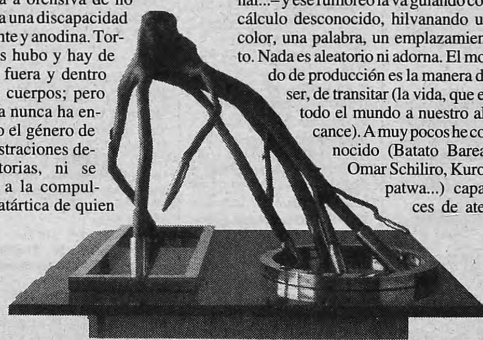 a ofensiva de no
a una discapacidad
nte y anodina. Tor-
s hubo y hay de
fuera y dentro
cuerpos; pero
a nunca ha en-
o el género de
straciones de-
torias, ni se
a la compul-
atártica de quien
nal...– y ese rumoreo la va guiando co
cálculo desconocido, hilvanando u
color, una palabra, un emplazamien
to. Nada es aleatorio ni adorna. El mo
do de producción es la manera d
ser, de transitar (la vida, que e
todo el mundo a nuestro al
cance). A muy pocos he co
nocido (Batato Barea
Omar Schiliro, Kuro
patwa...) capa
ces de ate